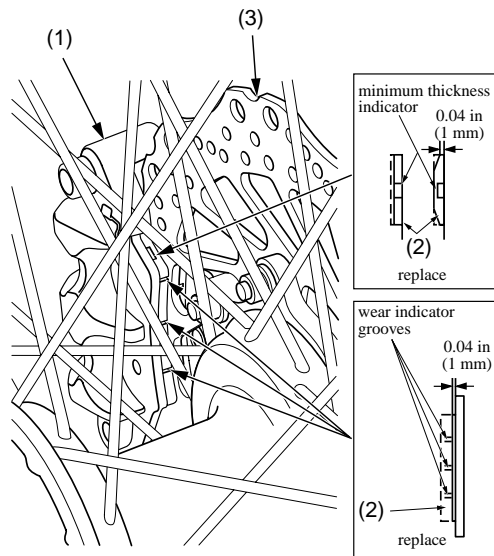 (1)
(3)
minimum thickness
indicator
0.04 in
(1 mm)
(2)
replace
wear indicator
grooves
0.04 in
(1 mm)
(2)
replace